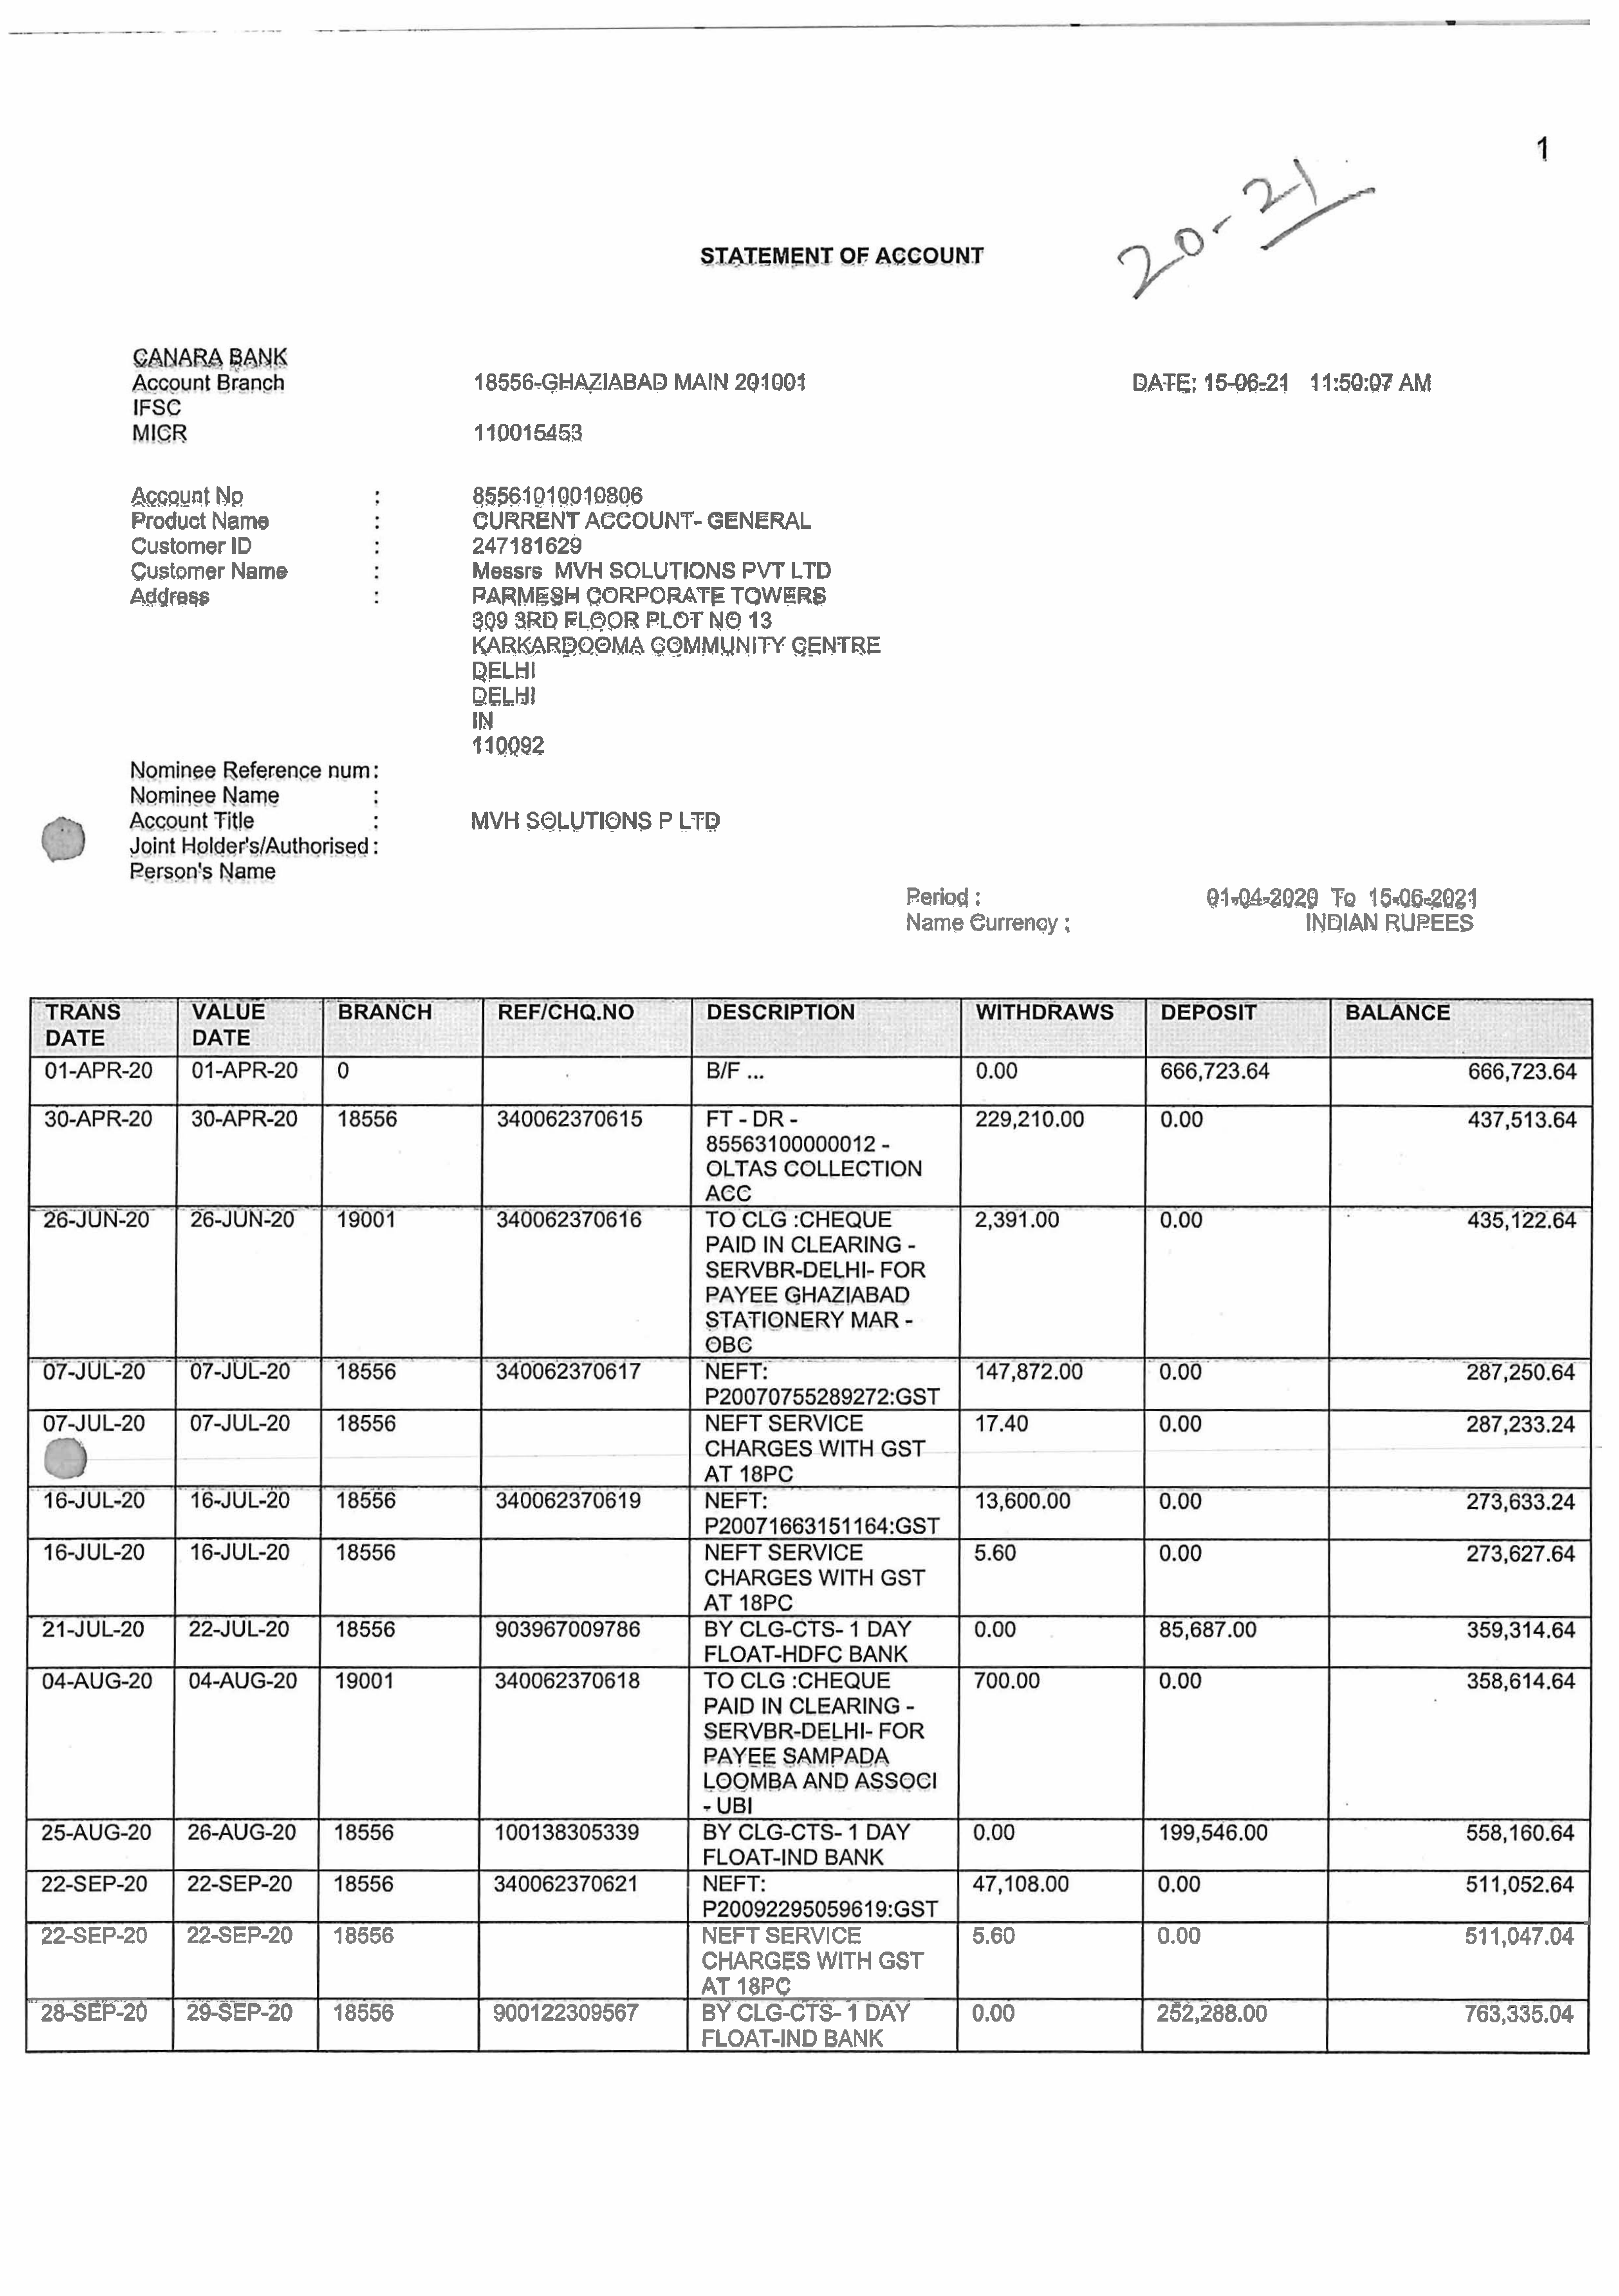 1
20-21
STATEMENT OF ACCOUNT
CANARA BANK
Account Branch 18556-GHAZIABAD MAIN 201001 DATE: 15-06-21 11:50:07 AM
IFSC
MICR 110015453
Account No : 85561010010806
Product Name : CURRENT ACCOUNT- GENERAL
Customer ID : 247181629
Customer Name : Messrs MVH SOLUTIONS PVT LTD
Address : PARMESH CORPORATE TOWERS
309 3RD FLOOR PLOT NO 13
KARKARDOOMA COMMUNITY CENTRE
DELHI
DELHI
IN
110092
Nominee Reference num:
Nominee Name :
Account Title : MVH SOLUTIONS P LTD
Joint Holder's/Authorised :
Person's Name
Period : 01-04-2020 To 15-06-2021
Name Currency : INDIAN RUPEES
TRANS VALUE BRANCH REF/CHQ.NO DESCRIPTION WITHDRAWS DEPOSIT BALANCE
DATE DATE
01-APR-20 01-APR-20 0 B/F ... 0.00 666,723.64 666,723.64
30-APR-20 30-APR-20 18556 340062370615 FT - DR - 229,210.00 0.00 437,513.64
85563100000012 -
OLTAS COLLECTION
ACC
26-JUN-20 26-JUN-20 19001 340062370616 TO CLG :CHEQUE 2,391.00 0.00 435,122.64
PAID IN CLEARING -
SERVBR-DELHI- FOR
PAYEE GHAZIABAD
STATIONERY MAR -
OBC
07-JUL-20 07-JUL-20 18556 340062370617 NEFT: 147,872.00 0.00 287,250.64
P20070755289272:GST
07-JUL-20 07-JUL-20 18556 NEFT SERVICE 17.40 0.00 287,233.24
CHARGES WITH GST
AT 18PC
16-JUL-20 16-JUL-20 18556 340062370619 NEFT: 13,600.00 0.00 273,633.24
P20071663151164:GST
16-JUL-20 16-JUL-20 18556 NEFT SERVICE 5.60 0.00 273,627.64
CHARGES WITH GST
AT 18PC
21-JUL-20 22-JUL-20 18556 903967009786 BY CLG-CTS- 1 DAY 0.00 85,687.00 359,314.64
FLOAT-HDFC BANK
04-AUG-20 04-AUG-20 19001 340062370618 TO CLG :CHEQUE 700.00 0.00 358,614.64
PAID IN CLEARING -
SERVBR-DELHI- FOR
PAYEE SAMPADA
LOOMBA AND ASSOCI
- UBI
25-AUG-20 26-AUG-20 18556 100138305339 BY CLG-CTS- 1 DAY 0.00 199,546.00 558,160.64
FLOAT-IND BANK
22-SEP-20 22-SEP-20 18556 340062370621 NEFT: 47,108.00 0.00 511,052.64
P20092295059619:GST
22-SEP-20 22-SEP-20 18556 NEFT SERVICE 5.60 0.00 511,047.04
CHARGES WITH GST
AT 18PC
28-SEP-20 29-SEP-20 18556 900122309567 BY CLG-CTS- 1 DAY 0.00 252,288.00 763,335.04
FLOAT-IND BANK